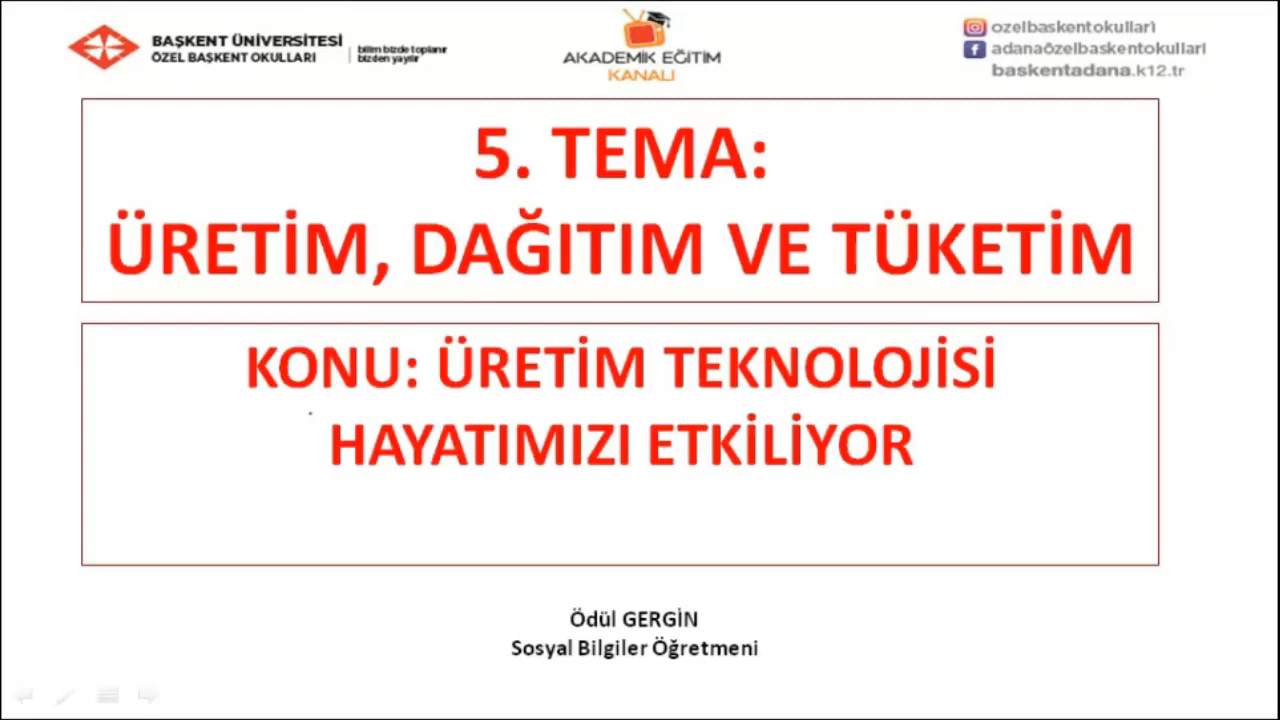 BAŞKENT ÜNİVERSİTESİ
ÖZEL BAŞKENT OKULLARI
bilim bizde toplanır
bizden yayılır
AKADEMİK EĞİTİM
KANALI
ozelbaskentokullari
adanaözelbaskentokullari
baskentadana.k12.tr
5. TEMA:
ÜRETİM, DAĞITIM VE TÜKETİM
KONU: ÜRETİM TEKNOLOJİSİ
HAYATIMIZI ETKİLİYOR
Ödül GERGİN
Sosyal Bilgiler Öğretmeni